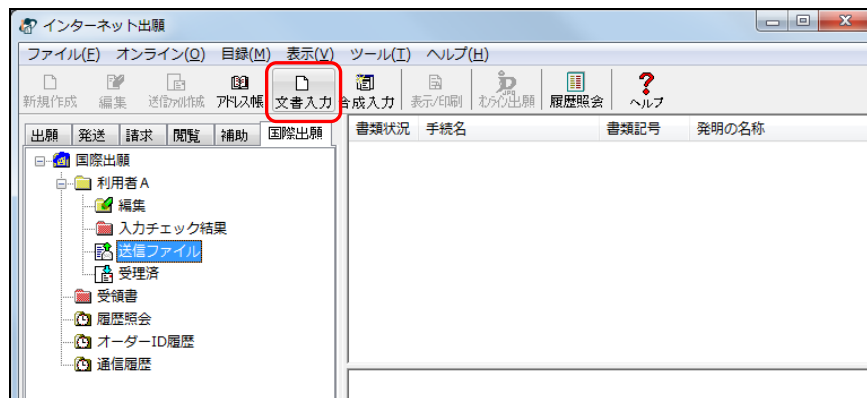 インターネット出願
ファイル(F) オンライン(O) 目録(M) 表示(V) ツール(T) ヘルプ(H)
新規作成 編集 送信ファイル作成 アドレス帳 文書入力 合成入力 表示/印刷 オンライン出願 履歴照会 ヘルプ
出願 発送 請求 閲覧 補助 国際出願
書類状況 手続名 書類記号 発明の名称
国際出願
利用者A
編集
入力チェック結果
送信ファイル
受理済
受領書
履歴照会
オーダーID履歴
通信履歴